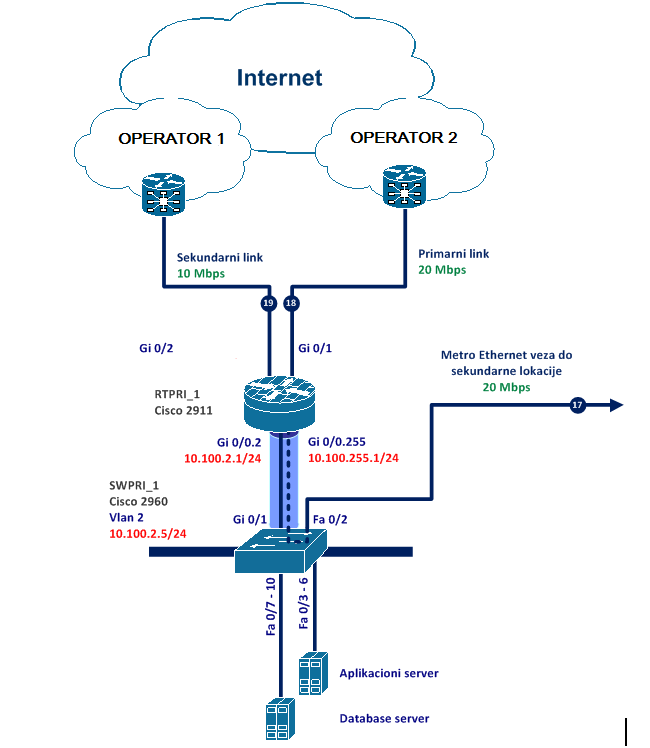 Internet
OPERATOR 1
OPERATOR 2
Sekundarni link
10 Mbps
Primarni link
20 Mbps
19
18
Gi 0/2
Gi 0/1
Metro Ethernet veza do
sekundarne lokacije
20 Mbps
17
RTPRI_1
Cisco 2911
Gi 0/0.2
10.100.2.1/24
Gi 0/0.255
10.100.255.1/24
SWPRI_1
Cisco 2960
Vlan 2
10.100.2.5/24
Gi 0/1
Fa 0/2
Fa 0/7 - 10
Fa 0/3 - 6
Aplikacioni server
Database server